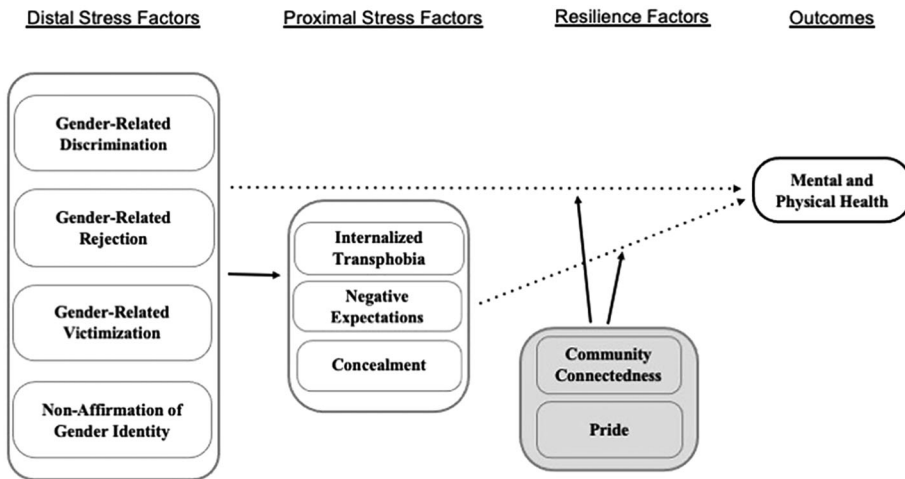 Distal Stress Factors
Proximal Stress Factors
Resilience Factors
Outcomes
Gender-Related
Discrimination
Gender-Related
Rejection
Gender-Related
Victimization
Non-Affirmation of
Gender Identity
Internalized
Transphobia
Negative
Expectations
Concealment
Community
Connectedness
Pride
Mental and
Physical Health